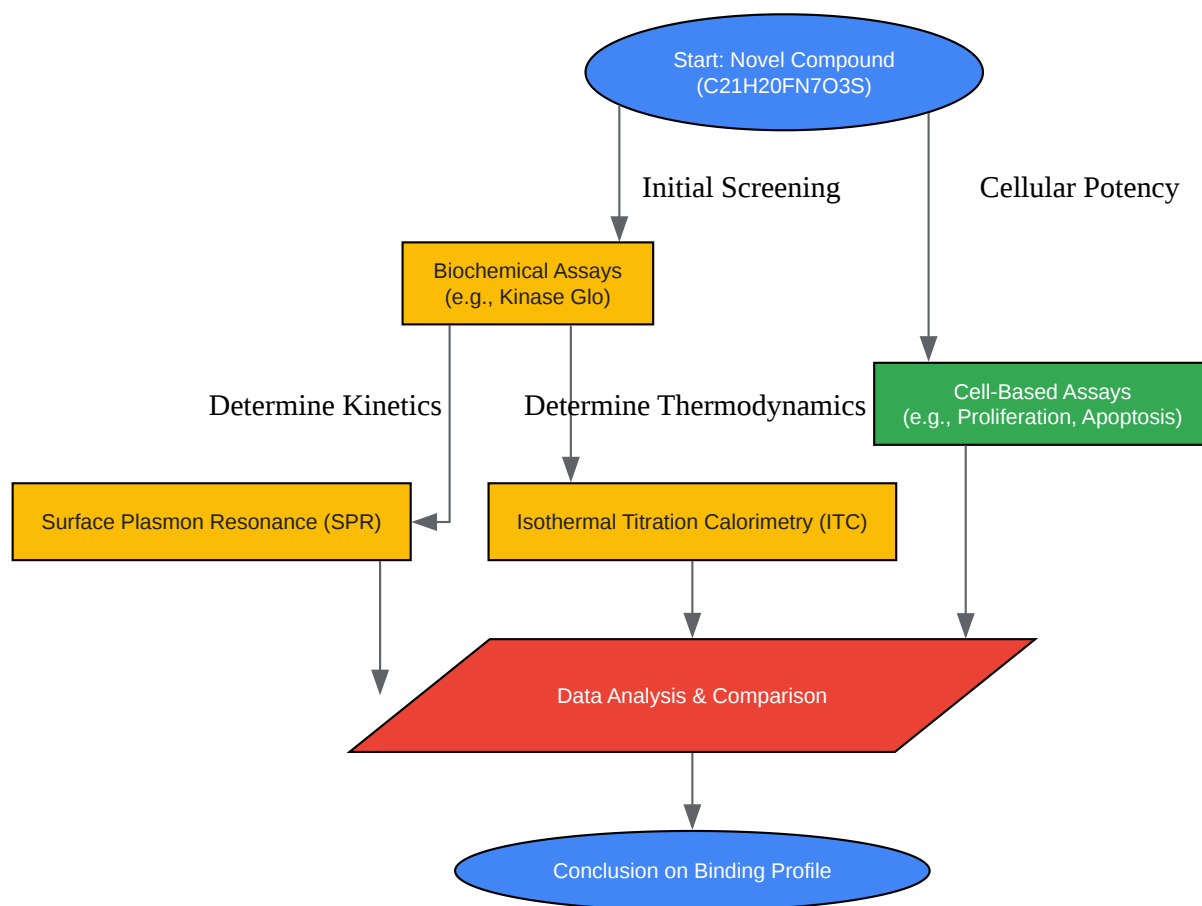 Start: Novel Compound
(C21H20FN7O3S)
Initial Screening
Cellular Potency
Biochemical Assays
(e.g., Kinase Glo)
Determine Kinetics
Determine Thermodynamics
Cell-Based Assays
(e.g., Proliferation, Apoptosis)
Surface Plasmon Resonance (SPR)
Isothermal Titration Calorimetry (ITC)
Data Analysis & Comparison
Conclusion on Binding Profile